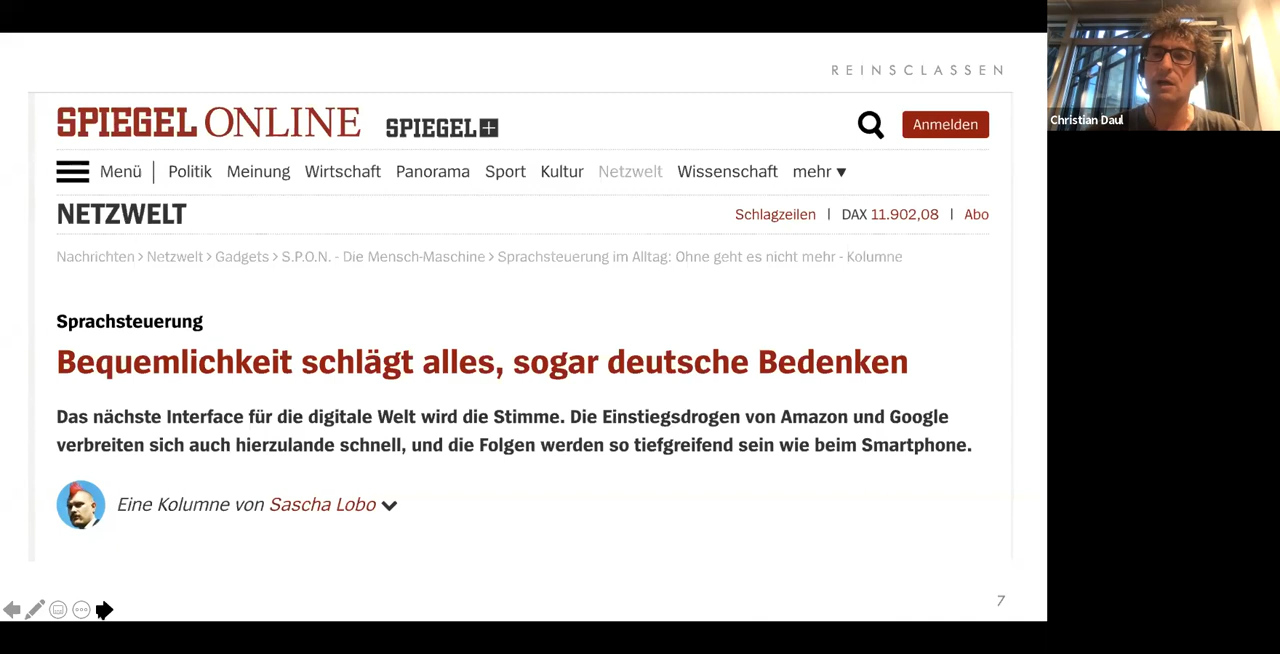 REINSCLASSEN
SPIEGEL ONLINE SPIEGEL+ Anmelden
Menü | Politik Meinung Wirtschaft Panorama Sport Kultur Netzwelt Wissenschaft mehr ▼
NETZWELT Schlagzeilen | DAX 11.902,08 | Abo
Nachrichten > Netzwelt > Gadgets > S.P.O.N. - Die Mensch-Maschine > Sprachsteuerung im Alltag: Ohne geht es nicht mehr - Kolumne
Sprachsteuerung
Bequemlichkeit schlägt alles, sogar deutsche Bedenken
Das nächste Interface für die digitale Welt wird die Stimme. Die Einstiegsdrogen von Amazon und Google
verbreiten sich auch hierzulande schnell, und die Folgen werden so tiefgreifend sein wie beim Smartphone.
Eine Kolumne von Sascha Lobo
7
Christian Daul